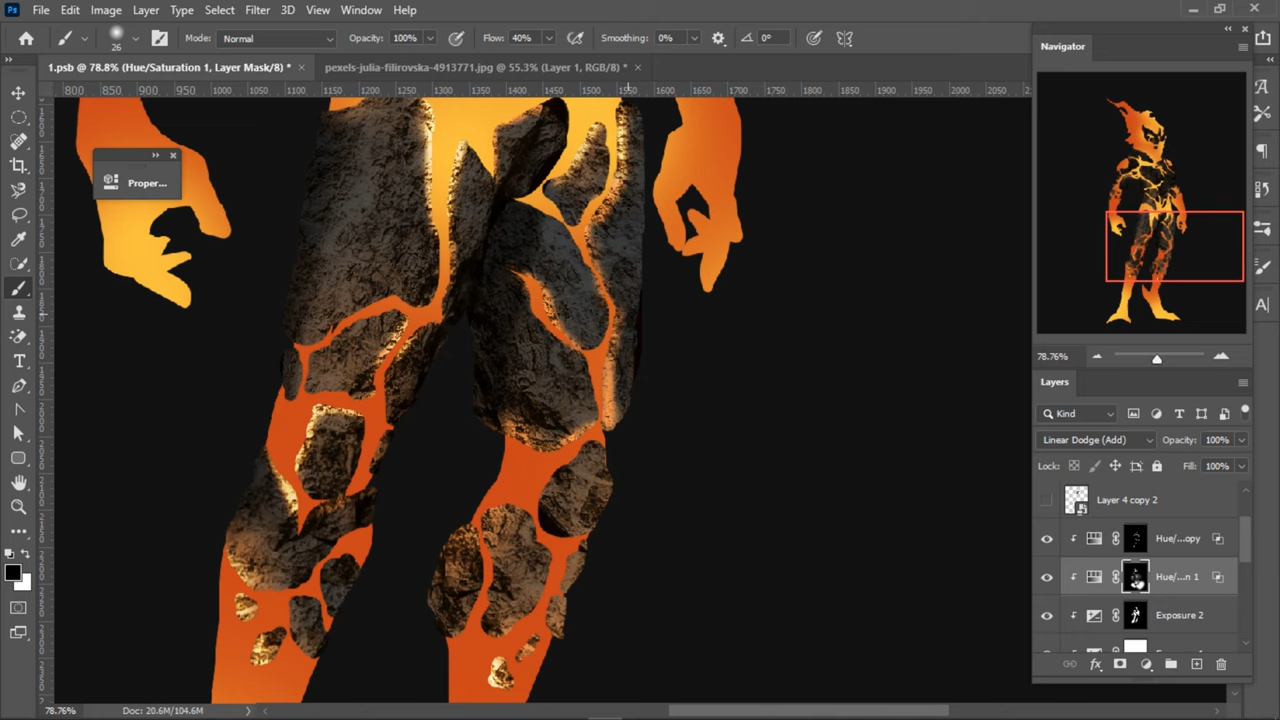 Ps File Edit Image Layer Type Select Filter 3D View Window Help
26 Mode: Normal Opacity: 100% Flow: 40% Smoothing: 0% 0°
1.psb @ 78.8% (Hue/Saturation 1, Layer Mask/8) * × pexels-julia-filirovska-4913771.jpg @ 55.3% (Layer 1, RGB/8) * ×
800 850 900 950 1000 1050 1100 1150 1200 1250 1300 1350 1400 1450 1500 1550 1600 1650 1700 1750 1800 1850 1900 1950 2000
Navigator
Proper...
78.76%
Layers
Kind
Linear Dodge (Add) Opacity: 100%
Lock: Fill: 100%
Layer 4 copy 2
Hue/...opy
Hue/...n 1
Exposure 2
fx
78.76% Doc: 20.6M/104.6M